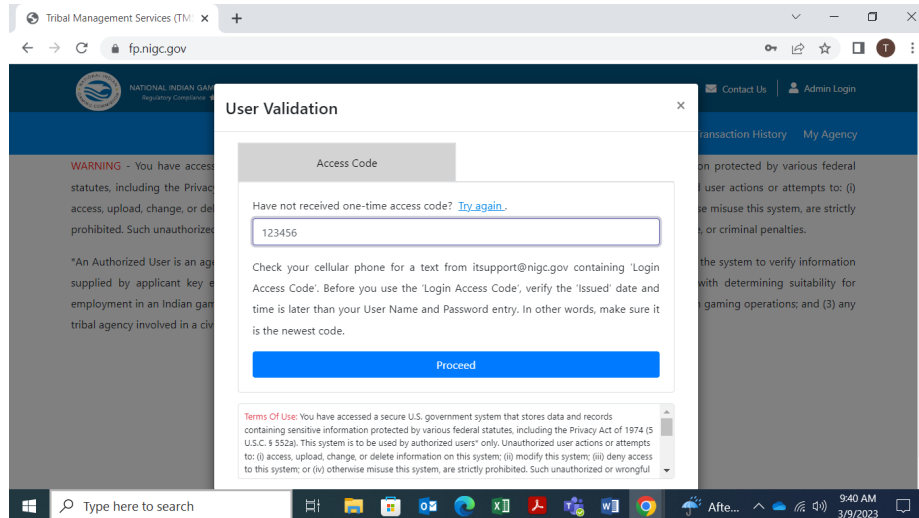 Tribal Management Services (TM
fp.nigc.gov
T
NATIONAL INDIAN GAM
Regulatory Compliance
Contact Us
Admin Login
Transaction History My Agency
User Validation
Access Code
Have not received one-time access code? Try again .
123456
Check your cellular phone for a text from itsupport@nigc.gov containing 'Login
Access Code'. Before you use the 'Login Access Code', verify the 'Issued' date and
time is later than your User Name and Password entry. In other words, make sure it
is the newest code.
Proceed
Terms Of Use: You have accessed a secure U.S. government system that stores data and records
containing sensitive information protected by various federal statutes, including the Privacy Act of 1974 (5
U.S.C. § 552a). This system is to be used by authorized users* only. Unauthorized user actions or attempts
to: (i) access, upload, change, or delete information on this system; (ii) modify this system; (iii) deny access
to this system; or (iv) otherwise misuse this system, are strictly prohibited. Such unauthorized or wrongful
WARNING - You have access
statutes, including the Privac
access, upload, change, or del
prohibited. Such unauthorized
*An Authorized User is an age
supplied by applicant key e
employment in an Indian gam
tribal agency involved in a civ
on protected by various federal
user actions or attempts to: (i)
se misuse this system, are strictly
, or criminal penalties.
the system to verify information
with determining suitability for
gaming operations; and (3) any
Type here to search
Afte...
9:40 AM
3/9/2023